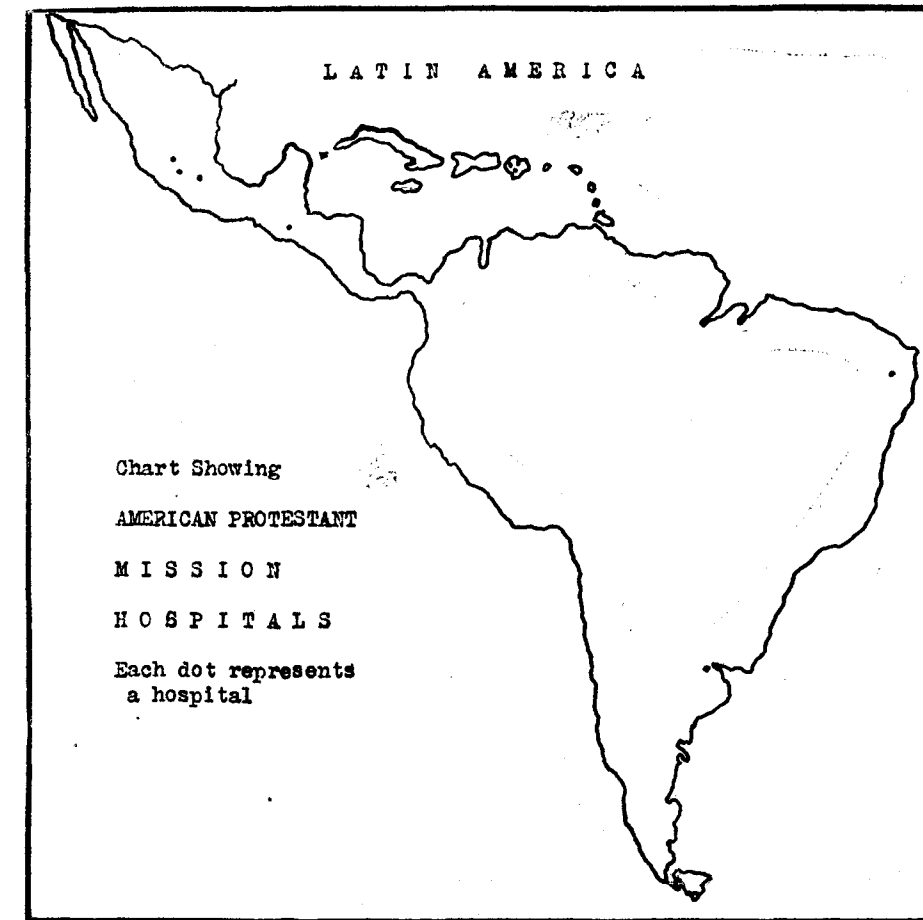 LATIN AMERICA
Chart Showing
AMERICAN PROTESTANT
MISSION
HOSPITALS
Each dot represents
a hospital